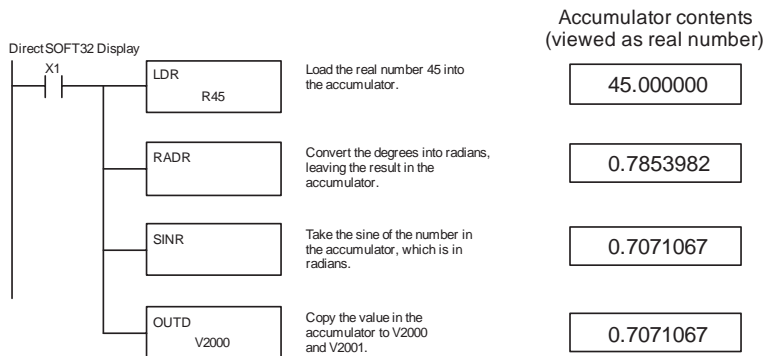 Accumulator contents
(viewed as real number)
DirectSOFT32 Display
X1
LDR
R45
Load the real number 45 into
the accumulator.
45.000000
RADR
Convert the degrees into radians,
leaving the result in the
accumulator.
0.7853982
SINR
Take the sine of the number in
the accumulator, which is in
radians.
0.7071067
OUTD
V2000
Copy the value in the
accumulator to V2000
and V2001.
0.7071067